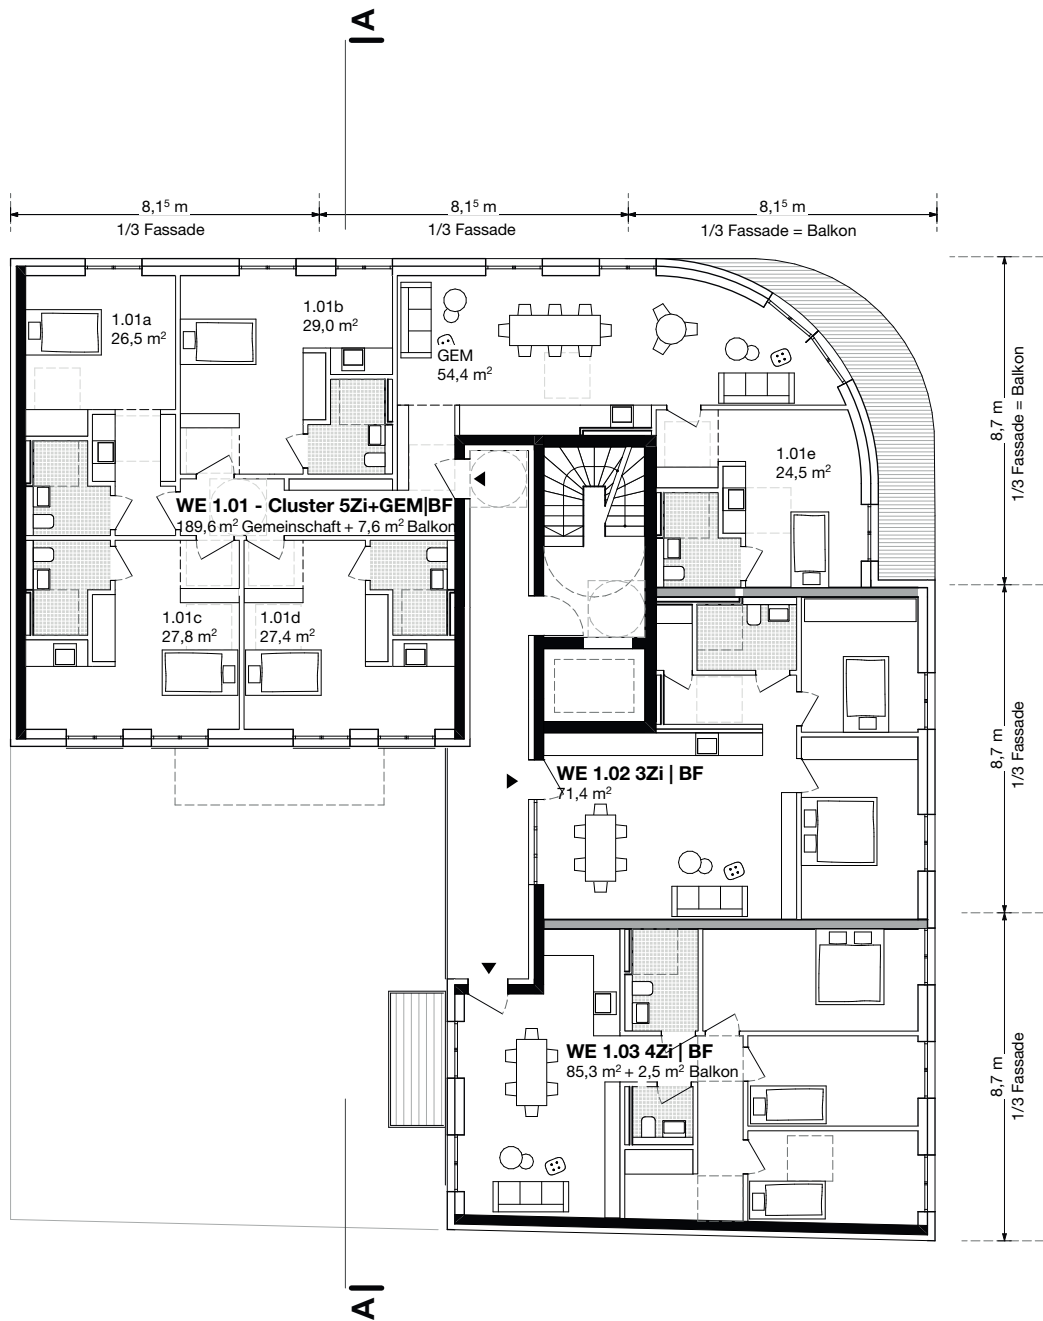 A
8,1⁵ m
8,1⁵ m
8,1⁵ m
1/3 Fassade
1/3 Fassade
1/3 Fassade = Balkon
1.01a
26,5 m²
1.01b
29,0 m²
GEM
54,4 m²
8,7 m
1/3 Fassade = Balkon
1.01e
24,5 m²
WE 1.01 - Cluster 5Zi+GEM|BF
189,6 m² Gemeinschaft + 7,6 m² Balkon
1.01c
27,8 m²
1.01d
27,4 m²
8,7 m
1/3 Fassade
WE 1.02 3Zi | BF
71,4 m²
8,7 m
1/3 Fassade
WE 1.03 4Zi | BF
85,3 m² + 2,5 m² Balkon
A